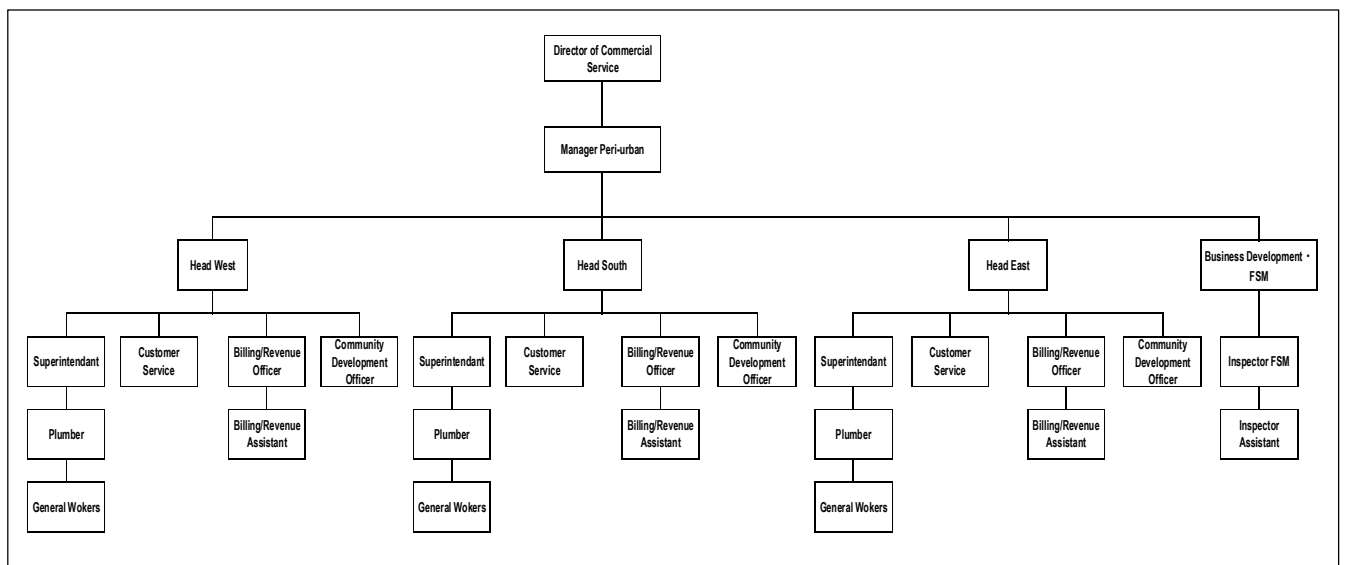 Director of Commercial
Service
Manager Peri-urban
Head West
Head South
Head East
Business Development・
FSM
Superintendant
Customer
Service
Billing/Revenue
Officer
Community
Development
Officer
Superintendant
Customer
Service
Billing/Revenue
Officer
Community
Development
Officer
Superintendant
Customer
Service
Billing/Revenue
Officer
Community
Development
Officer
Inspector FSM
Plumber
Billing/Revenue
Assistant
Plumber
Billing/Revenue
Assistant
Plumber
Billing/Revenue
Assistant
Inspector
Assistant
General Wokers
General Wokers
General Wokers